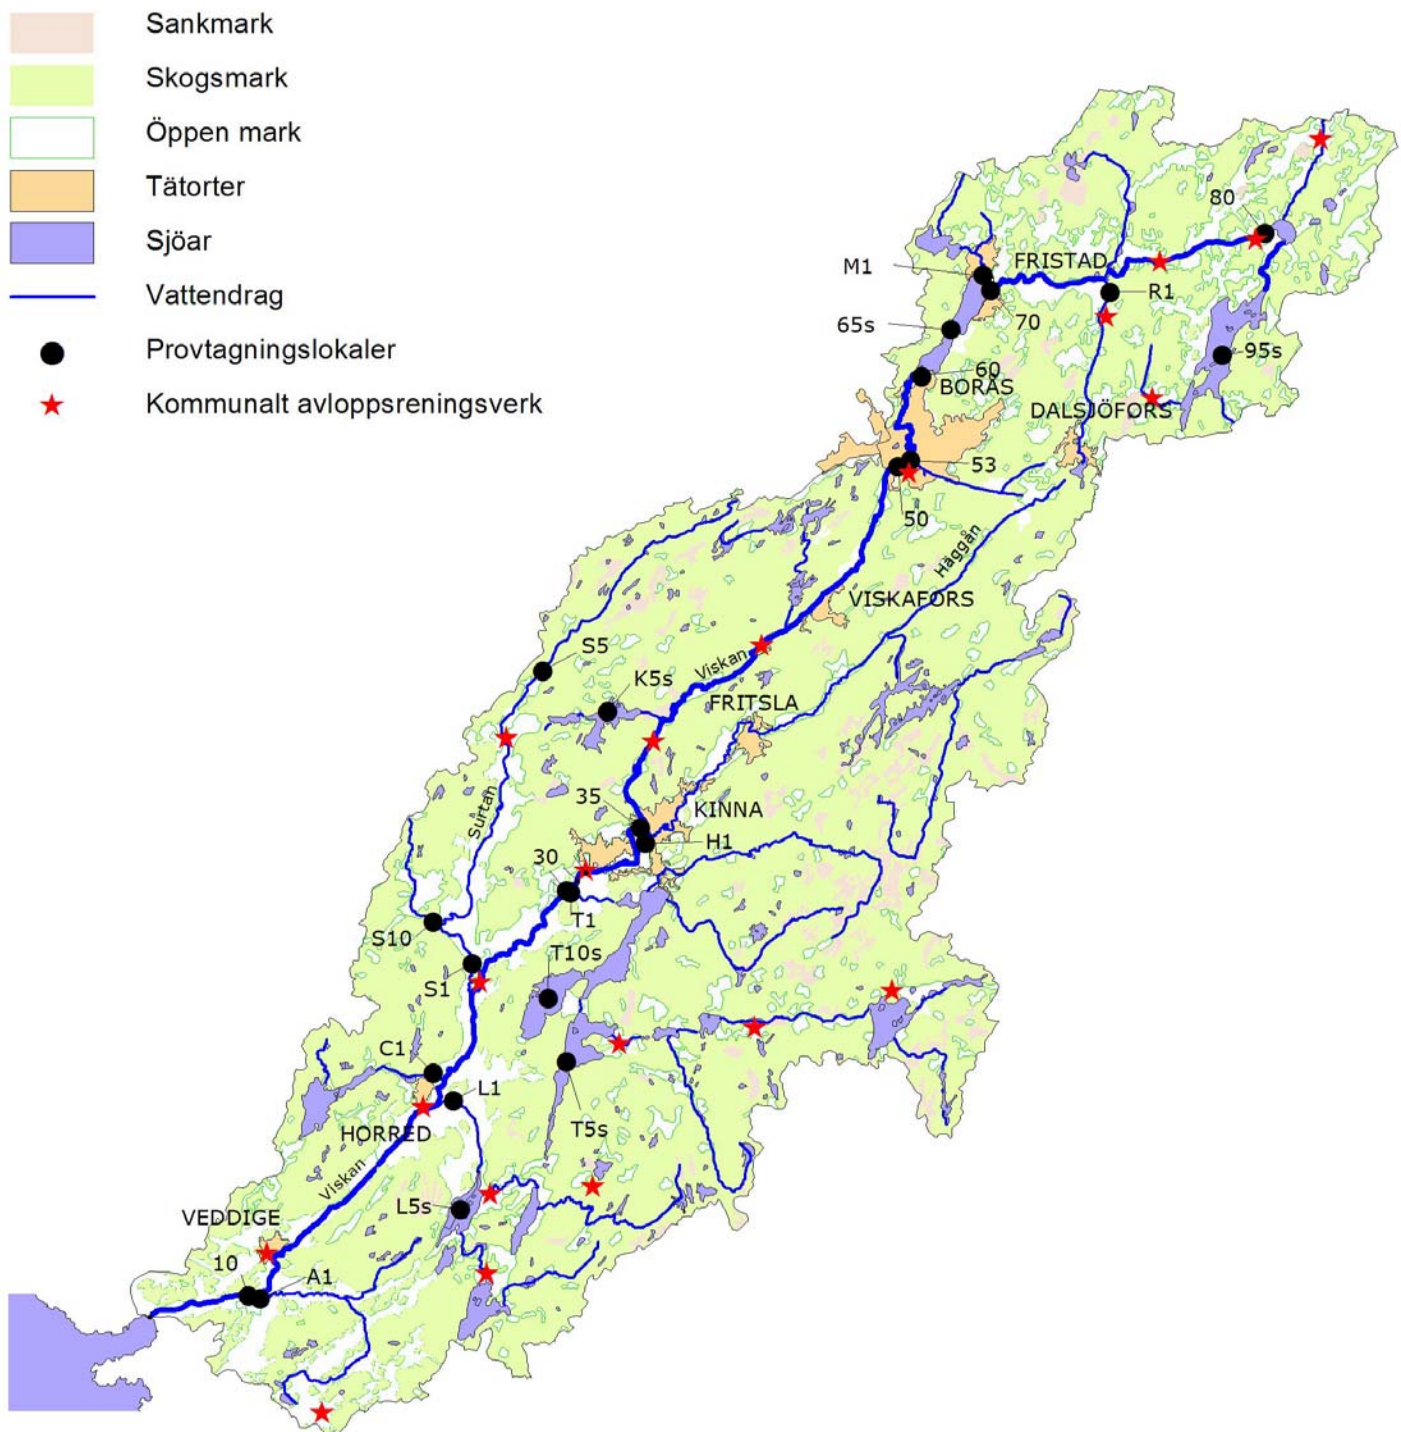 Sankmark
Skogsmark
Öppen mark
Tätorter
Sjöar
Vattendrag
Provtagningslokaler
Kommunalt avloppsreningsverk
80
M1
FRISTAD
R1
70
65s
95s
60
BORÅS
DALSJÖFORS
53
50
Häggån
VISKAFORS
S5
Viskan
K5s
FRITSLA
Surtan
35
KINNA
H1
30
T1
S10
T10s
S1
C1
L1
HORRED
T5s
Viskan
L5s
VEDDIGE
10
A1